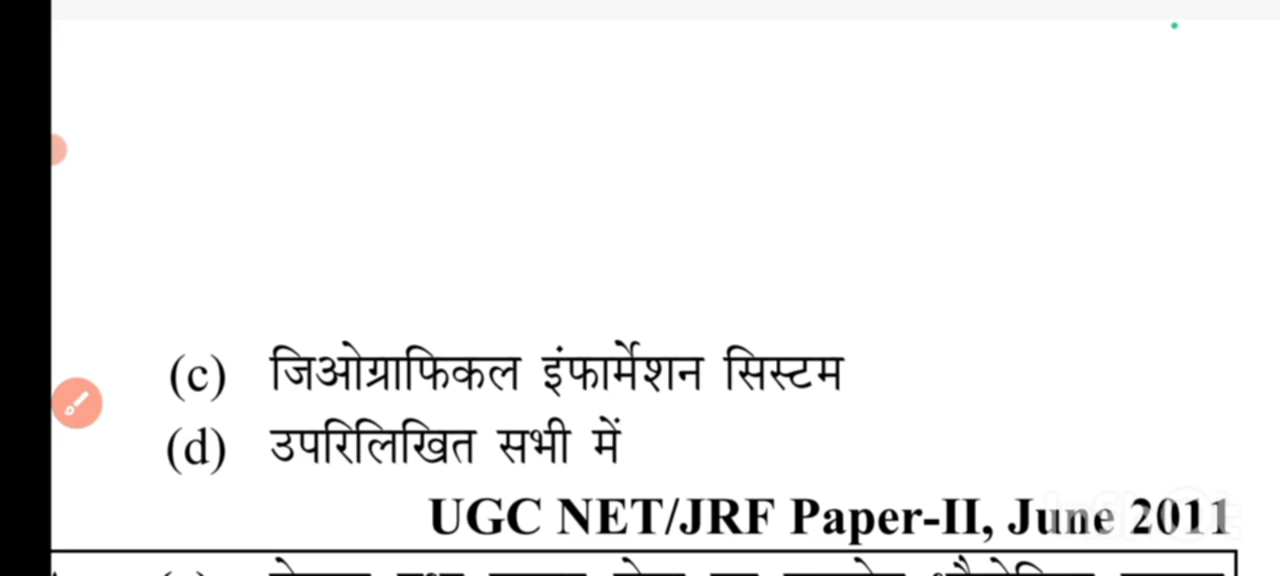 (c) जिओग्राफिकल इंफार्मेशन सिस्टम
(d) उपरिलिखित सभी में
UGC NET/JRF Paper-II, June 2011